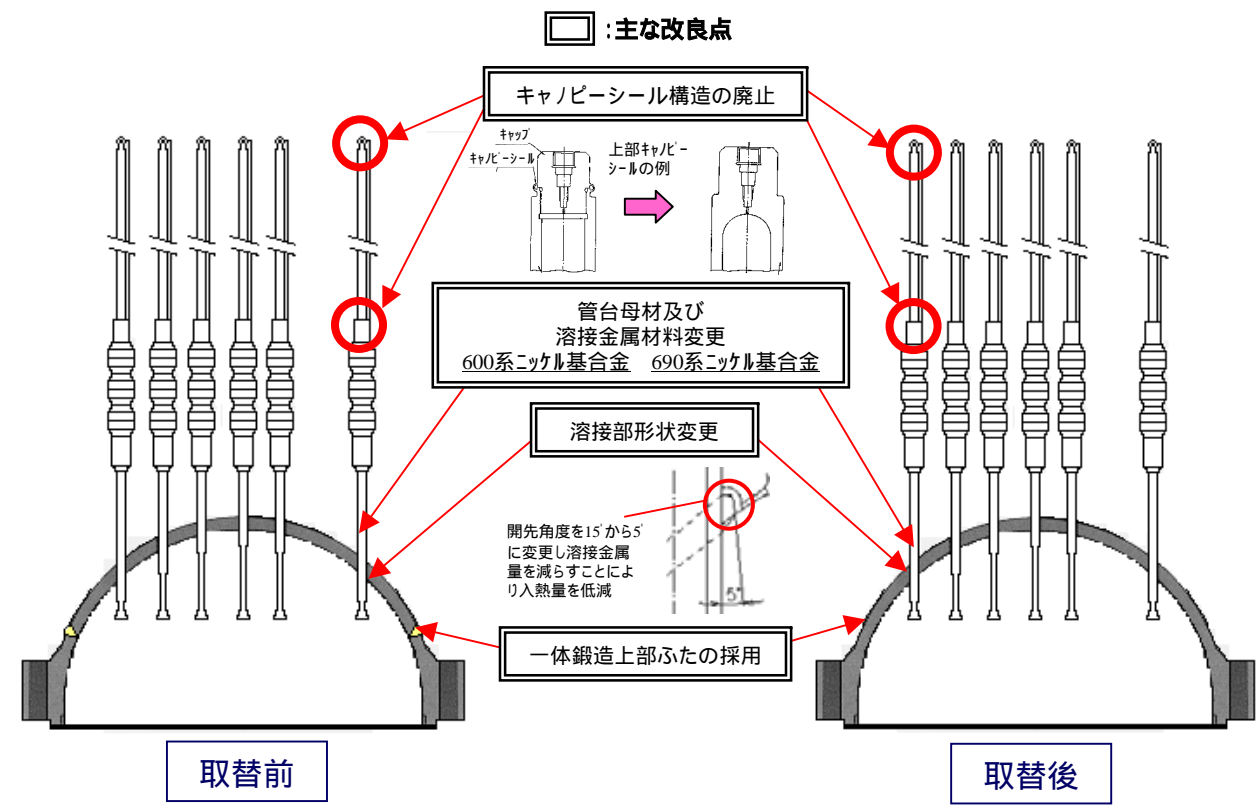 :主な改良点
キャノピーシール構造の廃止
キャップ
キャノピーシール
上部キャノピー
シールの例
管台母材及び
溶接金属材料変更
600系ニッケル基合金 690系ニッケル基合金
溶接部形状変更
開先角度を15°から5°
に変更し溶接金属
量を減らすことによ
り入熱量を低減
5°
一体鍛造上部ふたの採用
取替前
取替後